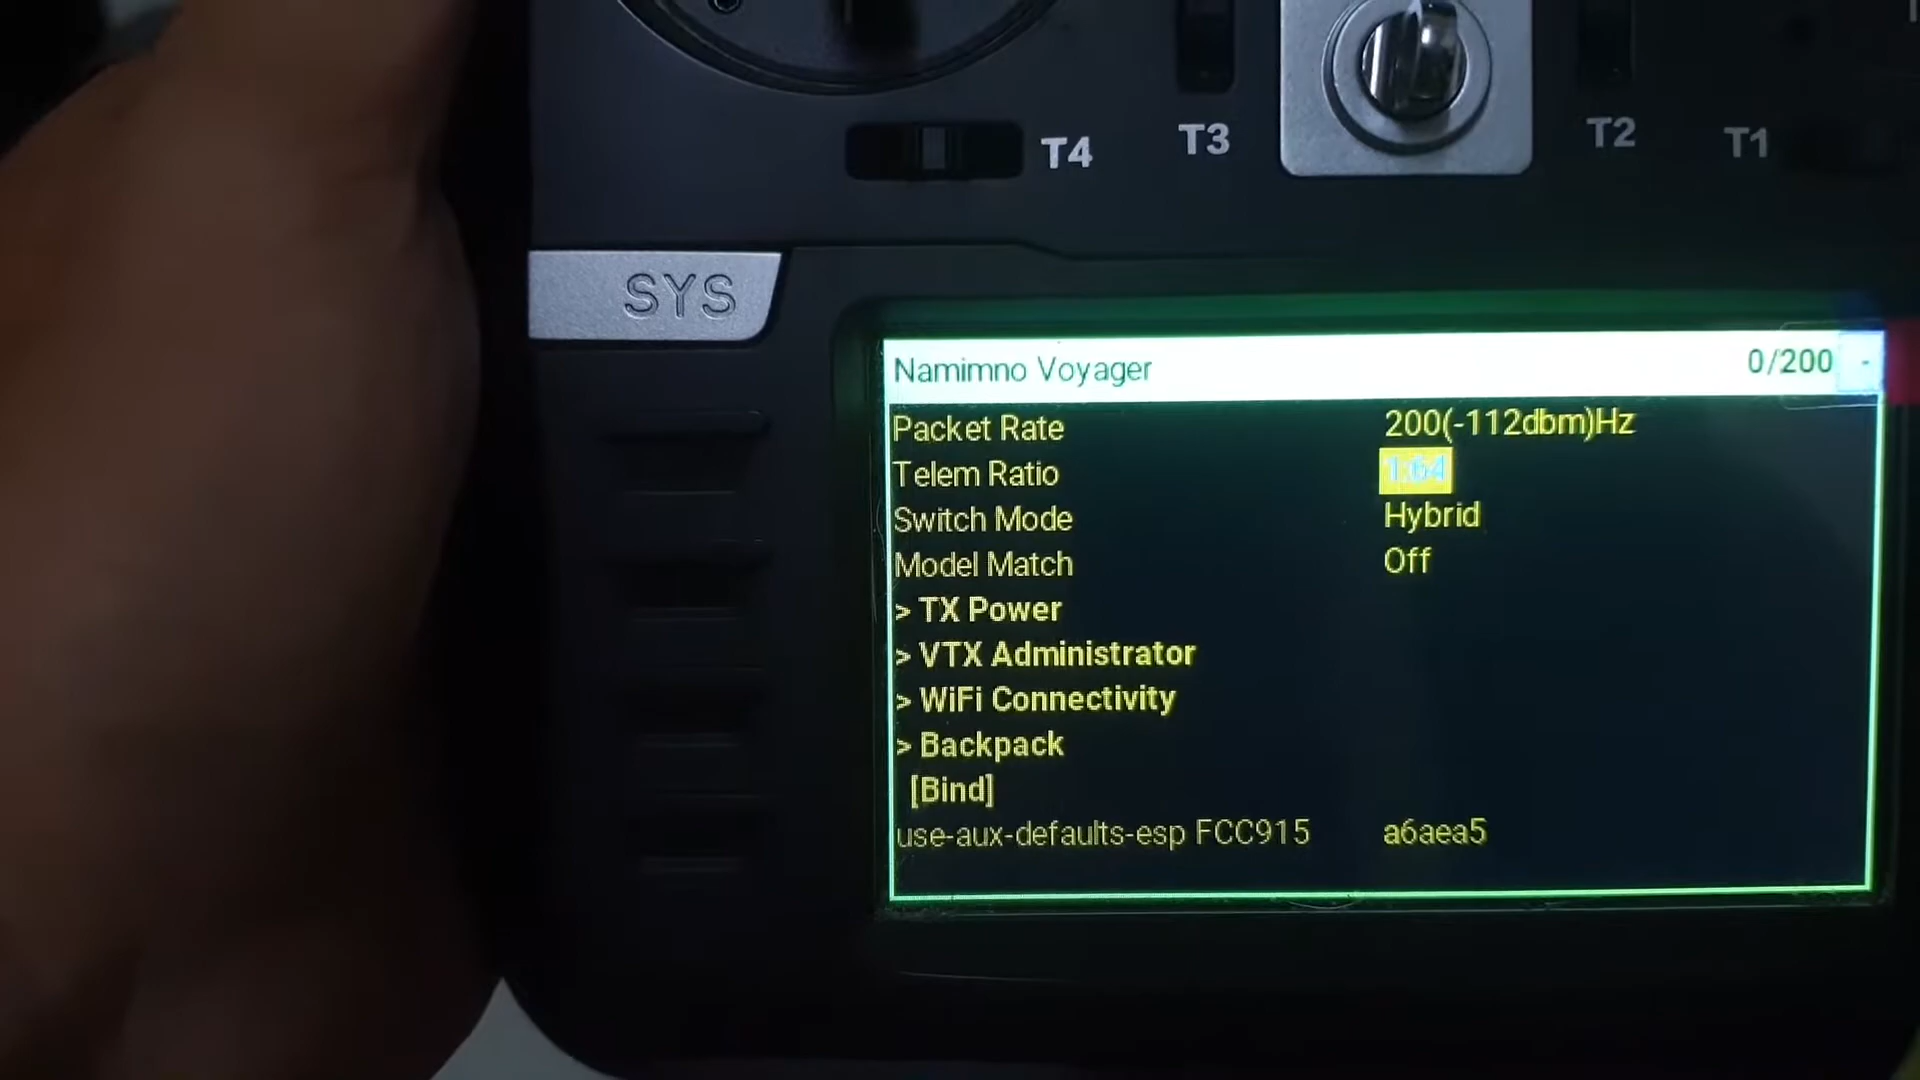 T4 T3 T2 T1
SYS
Namimno Voyager 0/200 -
Packet Rate 200(-112dbm)Hz
Telem Ratio 1:64
Switch Mode Hybrid
Model Match Off
> TX Power
> VTX Administrator
> WiFi Connectivity
> Backpack
[Bind]
use-aux-defaults-esp FCC915 a6aea5